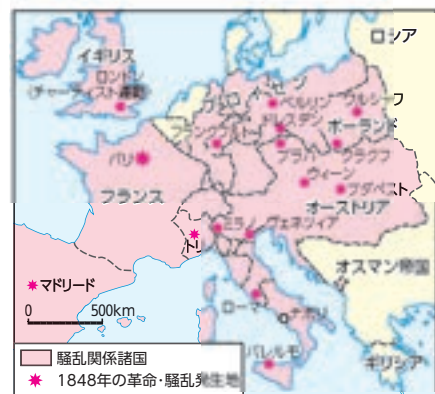 ロシア
イギリス
ロンドン
(チャーティスト運動)
プロイセン
ベルリン
ワルシャワ
ドレスデン
フランクフルト
ポーランド
プラハ
クラクフ
パリ
ウィーン
フランス
ブダペスト
オーストリア
ミラノ
ヴェネツィア
トリ
オスマン帝国
マドリード
0 500km
ローマ
ナポリ
パレルモ
ギリシア
騒乱関係諸国
1848年の革命・騒乱発生地